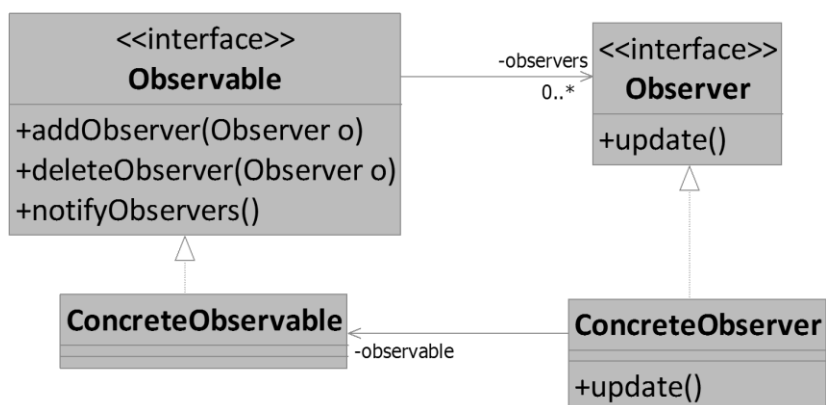 <<interface>>
Observable
+addObserver(Observer o)
+deleteObserver(Observer o)
+notifyObservers()
-observers
0..*
<<interface>>
Observer
+update()
ConcreteObservable
-observable
ConcreteObserver
+update()